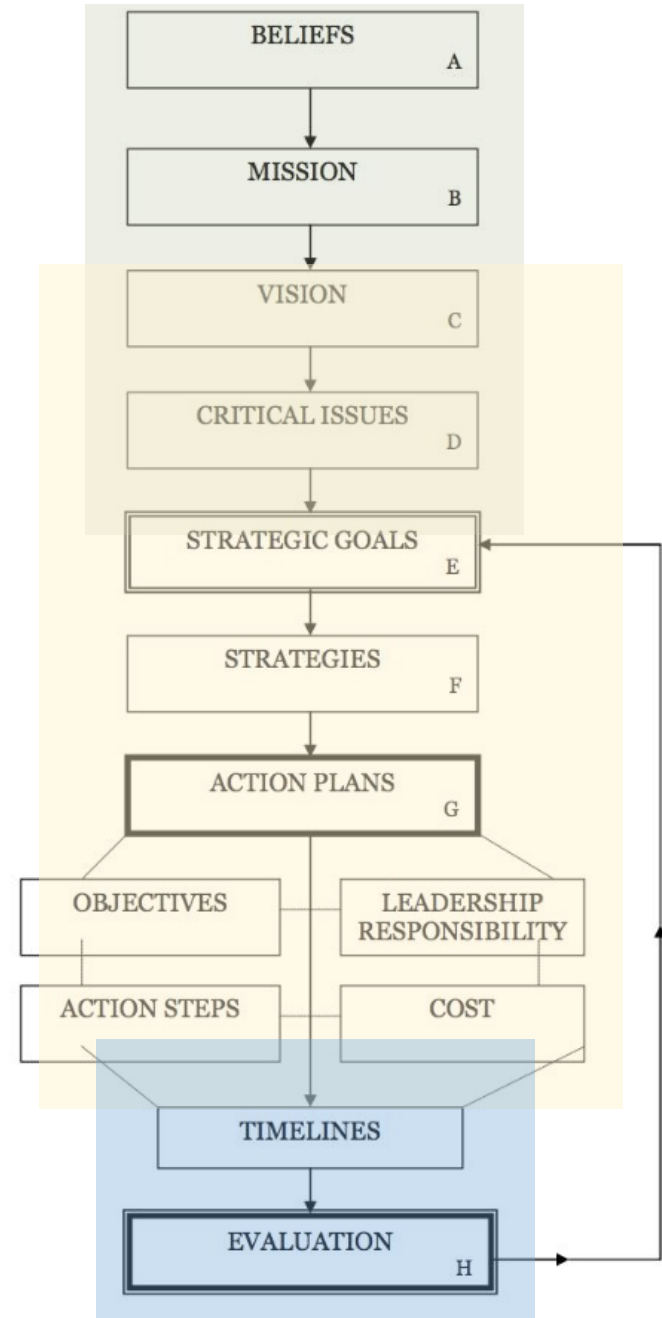 BELIEFS
A
MISSION
B
VISION
C
CRITICAL ISSUES
D
STRATEGIC GOALS
E
STRATEGIES
F
ACTION PLANS
G
OBJECTIVES
LEADERSHIP
RESPONSIBILITY
ACTION STEPS
COST
TIMELINES
EVALUATION
H